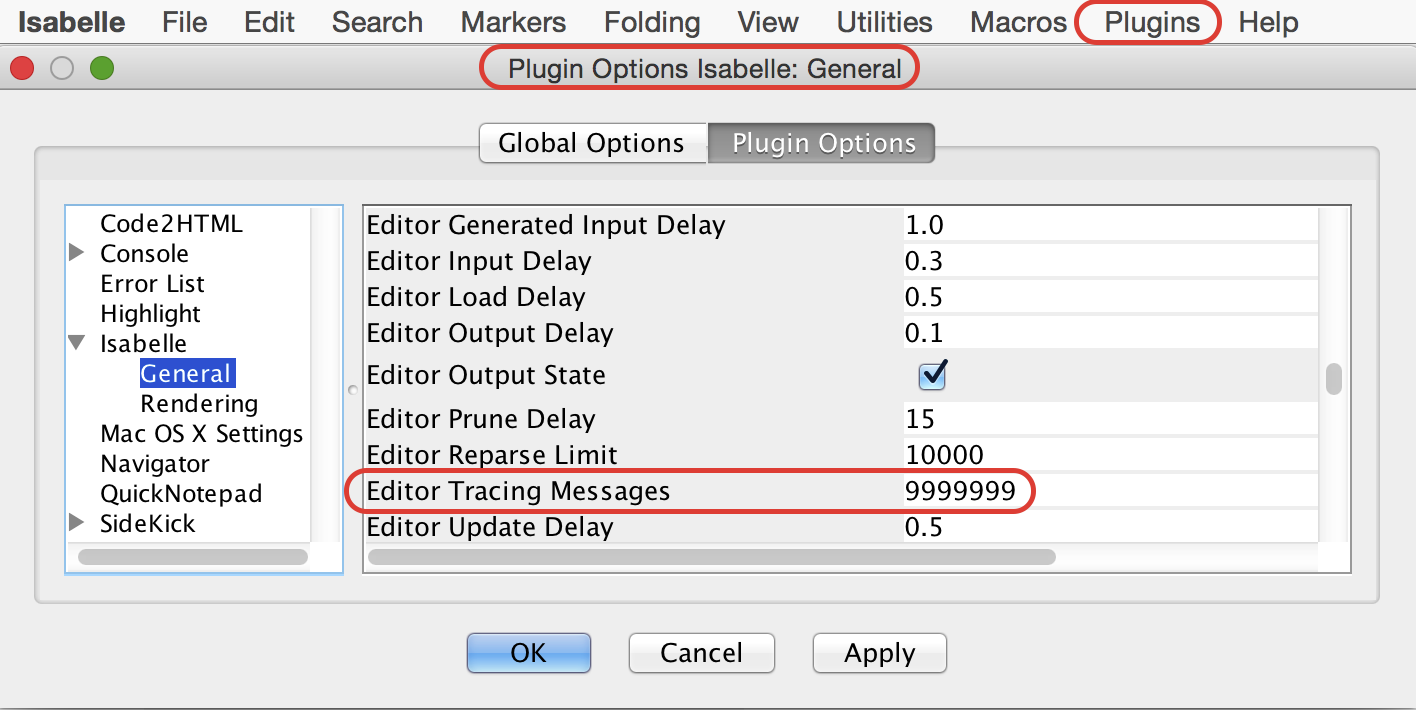 Isabelle File Edit Search Markers Folding View Utilities Macros Plugins Help
Plugin Options Isabelle: General
Global Options Plugin Options
Code2HTML
Console
Error List
Highlight
Isabelle
General
Rendering
Mac OS X Settings
Navigator
QuickNotepad
SideKick
Editor Generated Input Delay 1.0
Editor Input Delay 0.3
Editor Load Delay 0.5
Editor Output Delay 0.1
Editor Output State
Editor Prune Delay 15
Editor Reparse Limit 10000
Editor Tracing Messages 9999999
Editor Update Delay 0.5
OK Cancel Apply